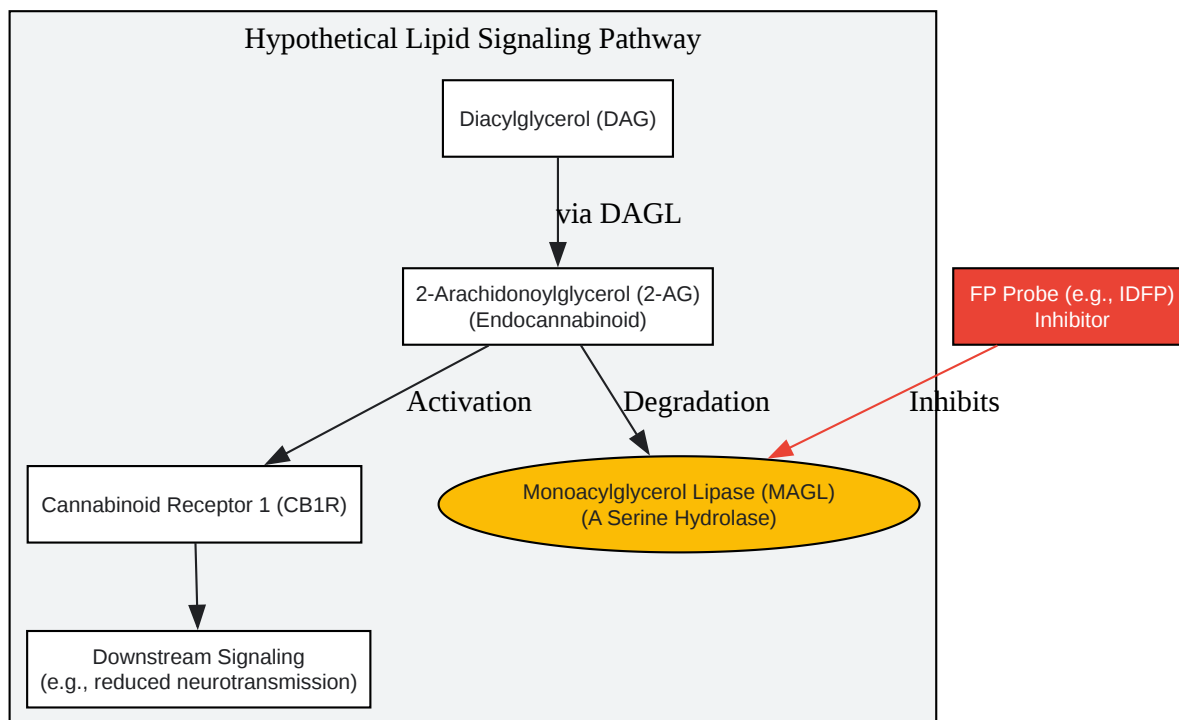 Hypothetical Lipid Signaling Pathway
Diacylglycerol (DAG)
via DAGL
2-Arachidonoylglycerol (2-AG)
(Endocannabinoid)
FP Probe (e.g., IDFP)
Inhibitor
Activation
Degradation
Inhibits
Cannabinoid Receptor 1 (CB1R)
Monoacylglycerol Lipase (MAGL)
(A Serine Hydrolase)
Downstream Signaling
(e.g., reduced neurotransmission)